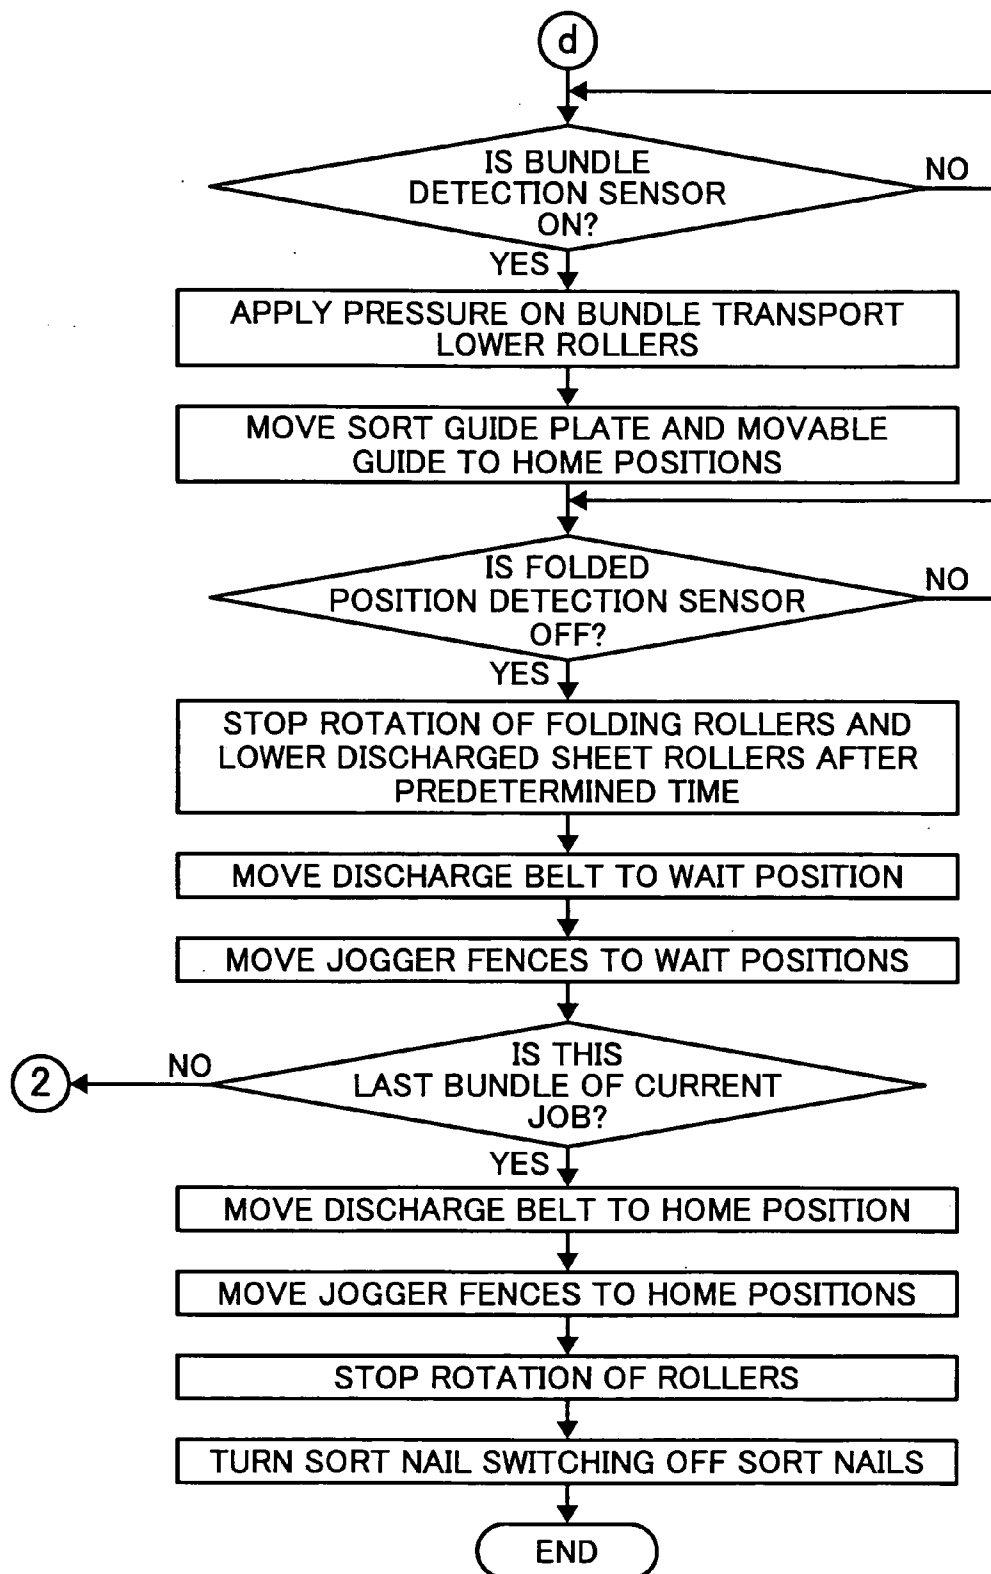 d
IS BUNDLE
DETECTION SENSOR
ON?
NO
YES
APPLY PRESSURE ON BUNDLE TRANSPORT
LOWER ROLLERS
MOVE SORT GUIDE PLATE AND MOVABLE
GUIDE TO HOME POSITIONS
IS FOLDED
POSITION DETECTION SENSOR
OFF?
NO
YES
STOP ROTATION OF FOLDING ROLLERS AND
LOWER DISCHARGED SHEET ROLLERS AFTER
PREDETERMINED TIME
MOVE DISCHARGE BELT TO WAIT POSITION
MOVE JOGGER FENCES TO WAIT POSITIONS
IS THIS
LAST BUNDLE OF CURRENT
JOB?
NO
2
YES
MOVE DISCHARGE BELT TO HOME POSITION
MOVE JOGGER FENCES TO HOME POSITIONS
STOP ROTATION OF ROLLERS
TURN SORT NAIL SWITCHING OFF SORT NAILS
END